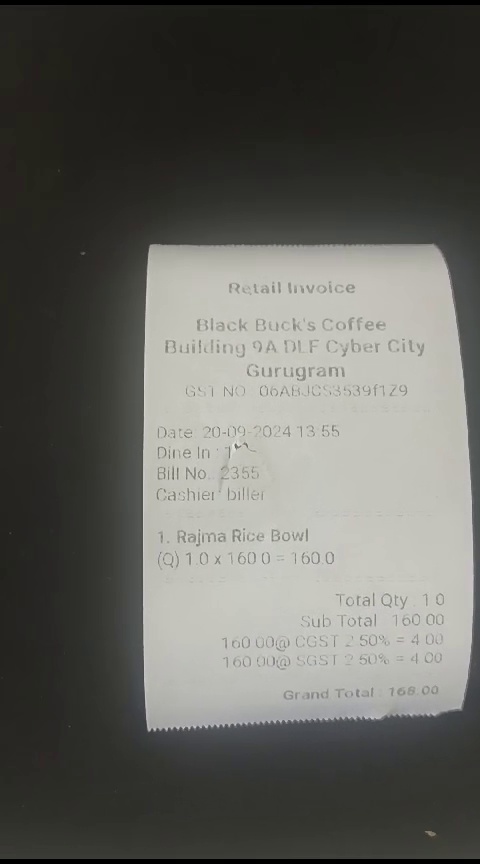 Retail Invoice
Black Buck's Coffee
Building 9A DLF Cyber City
Gurugram
GST NO : 06ABJCS3539f1Z9
Date: 20-09-2024 13:55
Dine In :
Bill No.: 2355
Cashier: biller
1. Rajma Rice Bowl
(Q) 1.0 x 160.0 = 160.0
Total Qty : 1.0
Sub Total : 160.00
160.00@ CGST 2.50% = 4.00
160.00@ SGST 2.50% = 4.00
Grand Total : 168.00